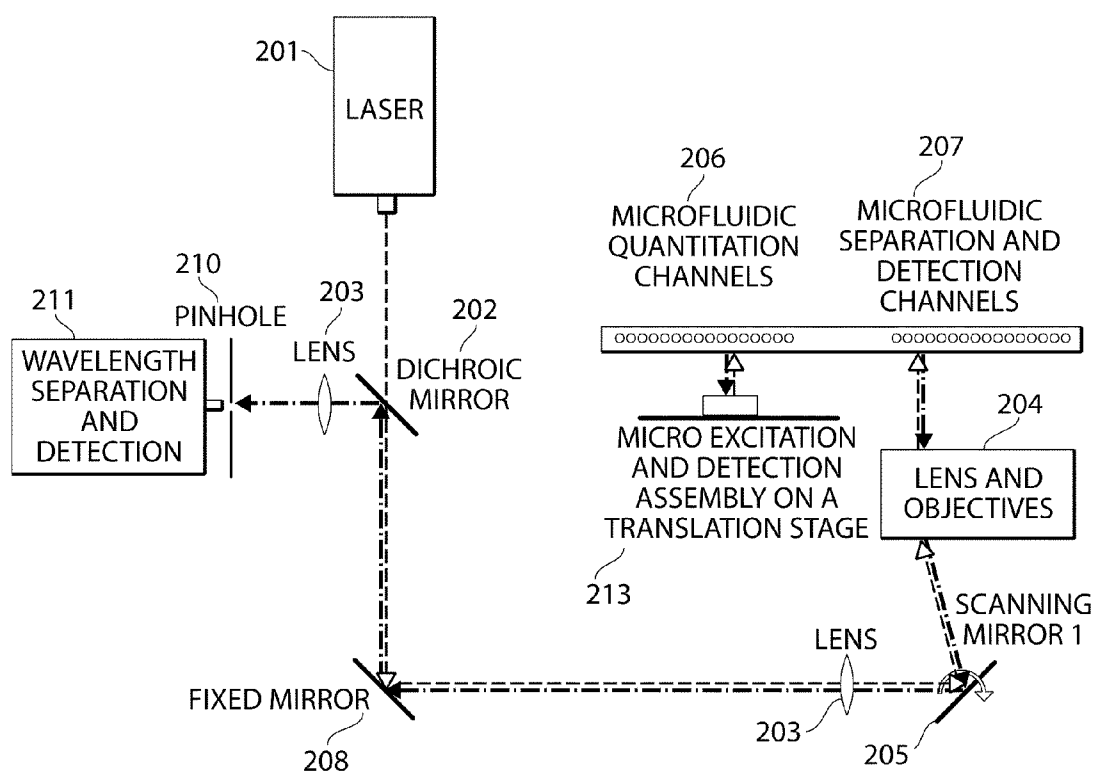 201
LASER
206
MICROFLUIDIC
QUANTITATION
CHANNELS
207
MICROFLUIDIC
SEPARATION AND
DETECTION
CHANNELS
211
WAVELENGTH
SEPARATION
AND
DETECTION
210
PINHOLE
203
LENS
202
DICHROIC
MIRROR
MICRO EXCITATION
AND DETECTION
ASSEMBLY ON A
TRANSLATION STAGE
213
204
LENS AND
OBJECTIVES
SCANNING
MIRROR 1
LENS
203
205
FIXED MIRROR
208